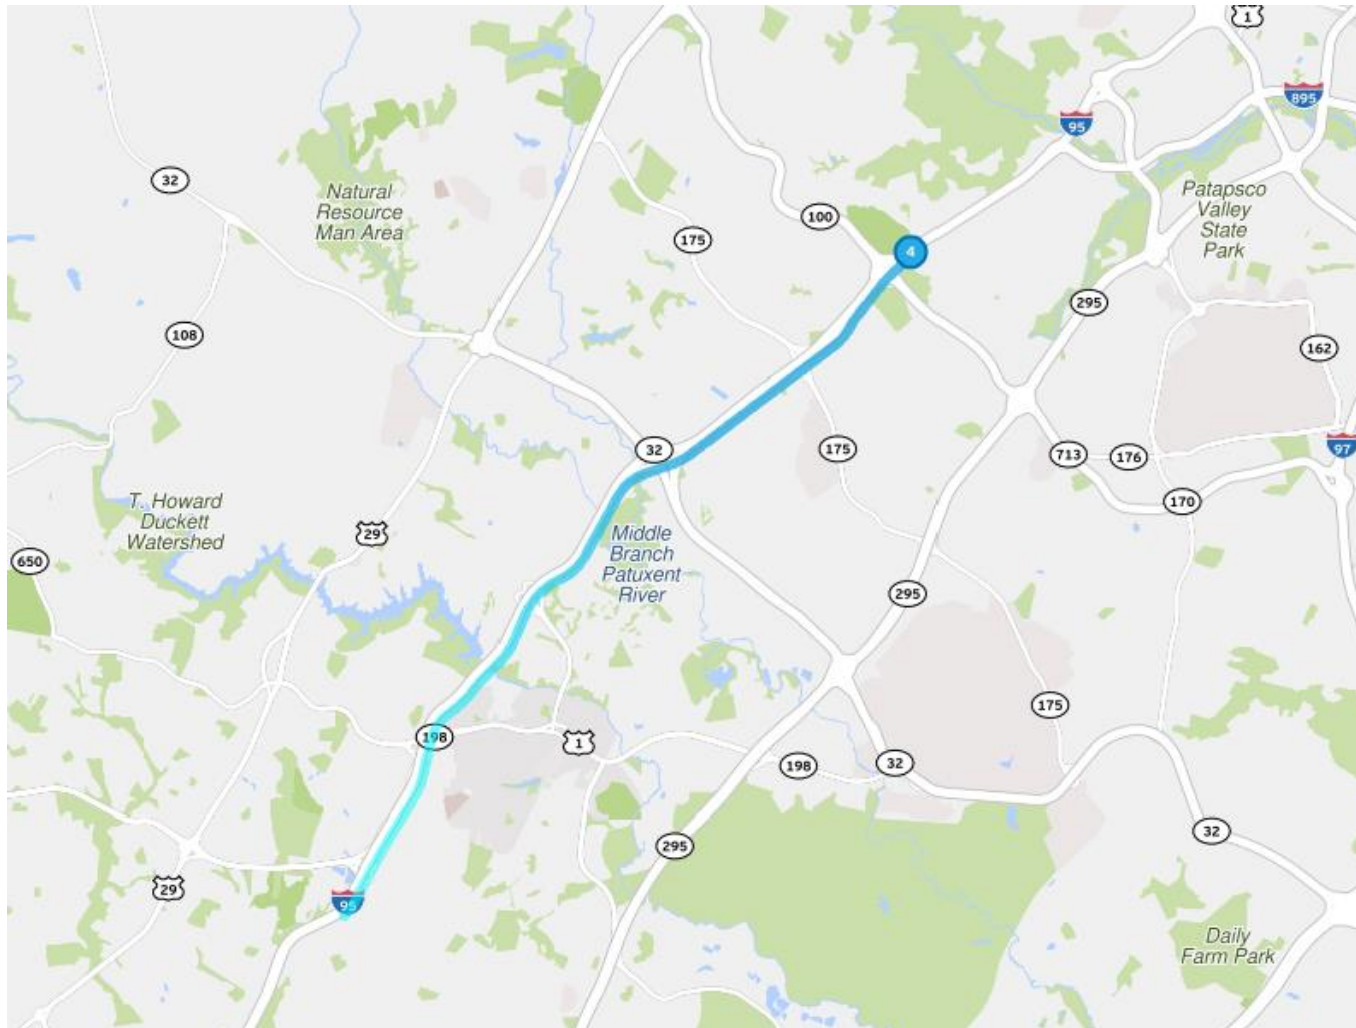 1
895
95
32
Natural
Resource
Man Area
Patapsco
Valley
State
Park
100
175
4
295
108
162
32
175
713
176
97
170
T. Howard
Duckett
Watershed
29
Middle
Branch
Patuxent
River
650
295
175
198
1
198
32
32
295
29
95
Daily
Farm Park